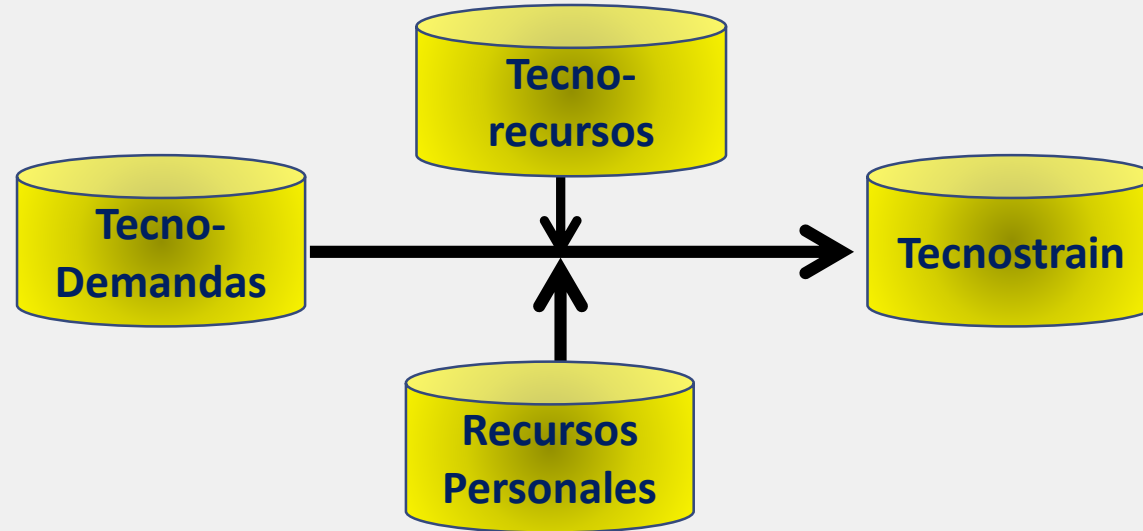 Tecno-
recursos
Tecno-
Demandas
Tecnostrain
Recursos
Personales